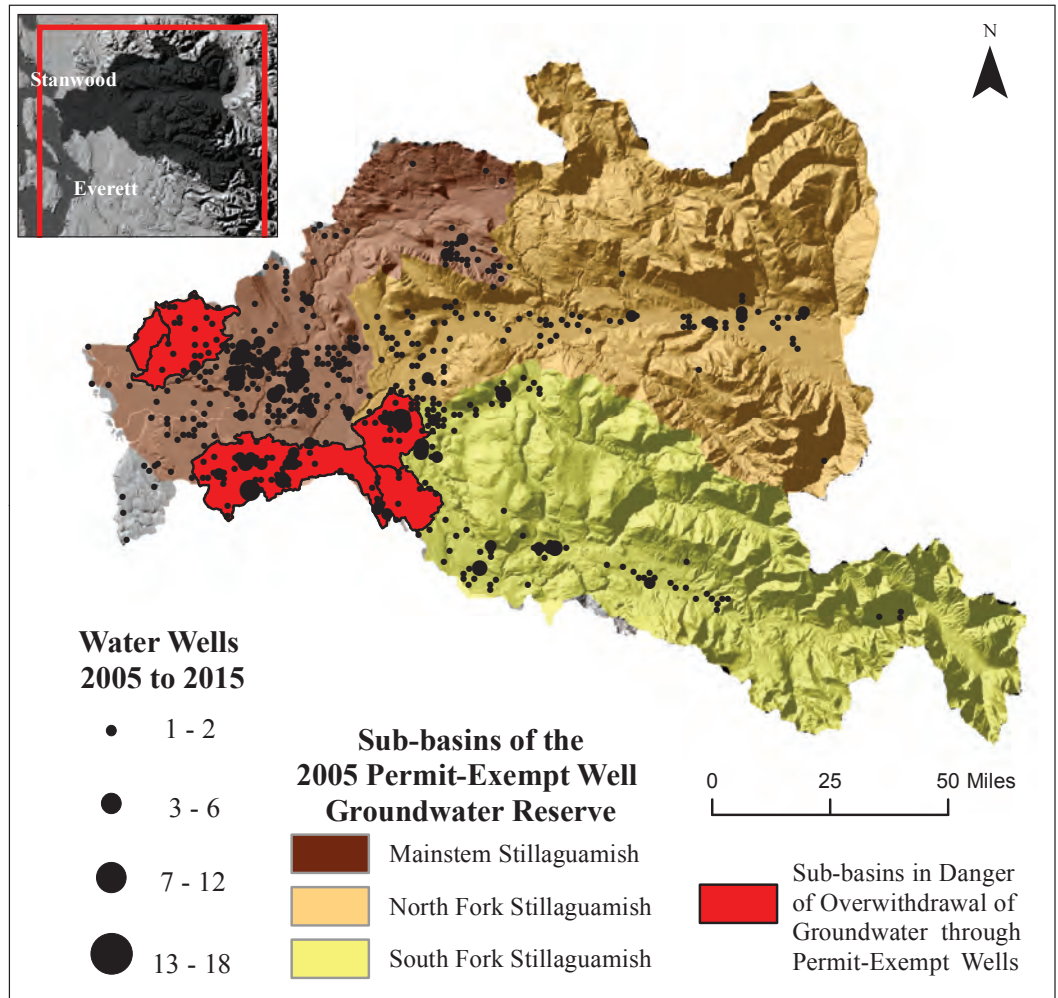 Stanwood
Everett
N
Water Wells
2005 to 2015
1 - 2
3 - 6
7 - 12
13 - 18
Sub-basins of the
2005 Permit-Exempt Well
Groundwater Reserve
Mainstem Stillaguamish
North Fork Stillaguamish
South Fork Stillaguamish
0 25 50 Miles
Sub-basins in Danger
of Overwithdrawal of
Groundwater through
Permit-Exempt Wells